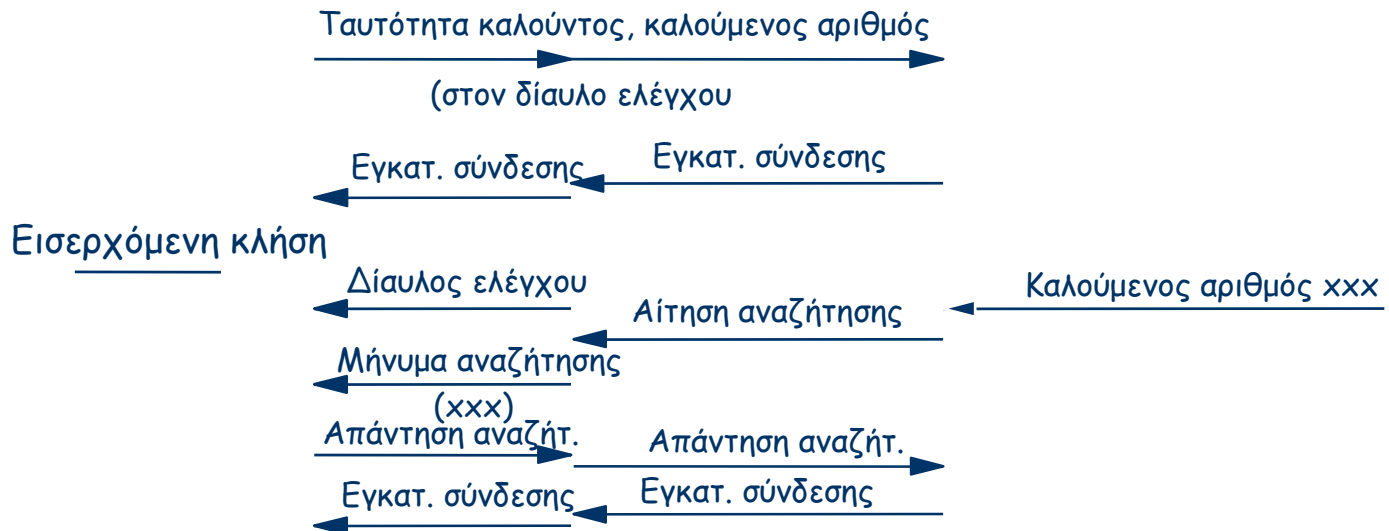 Ταυτότητα καλούντος, καλούμενος αριθμός
(στον δίαυλο ελέγχου
Εγκατ. σύνδεσης
Εγκατ. σύνδεσης
Εισερχόμενη κλήση
Δίαυλος ελέγχου
Καλούμενος αριθμός xxx
Αίτηση αναζήτησης
Μήνυμα αναζήτησης
(xxx)
Απάντηση αναζήτ.
Απάντηση αναζήτ.
Εγκατ. σύνδεσης
Εγκατ. σύνδεσης